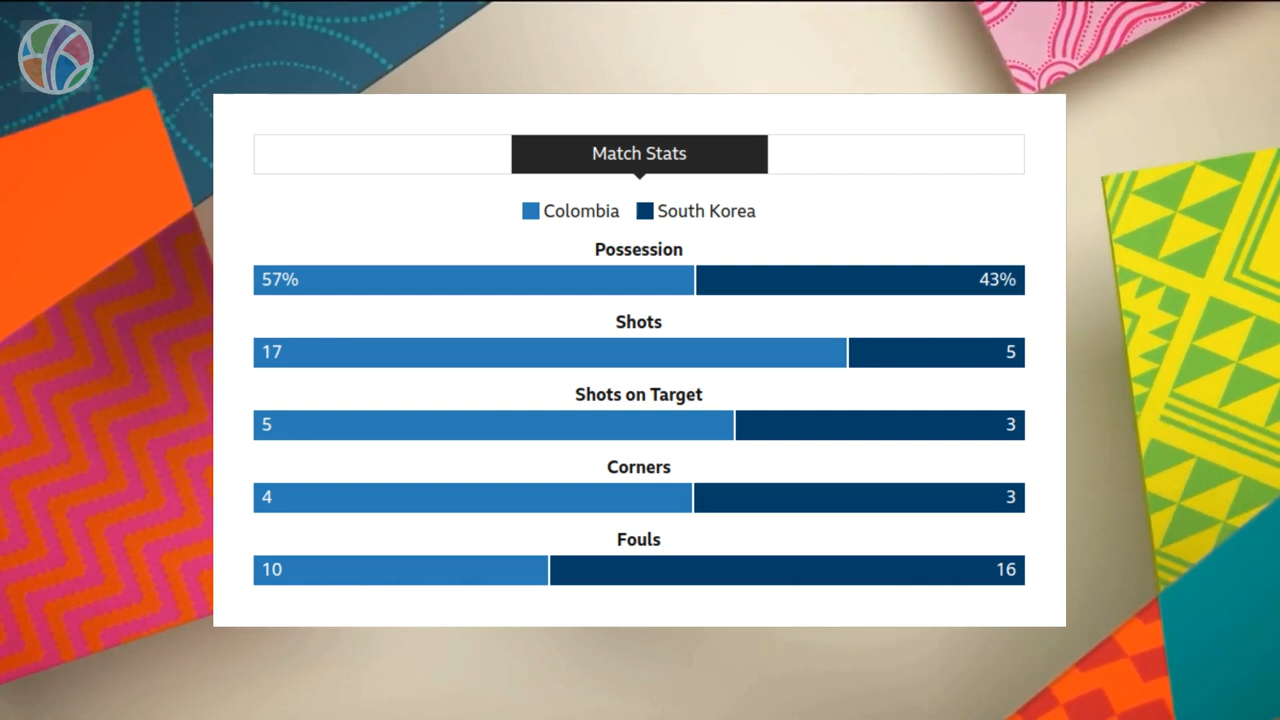 Match Stats
Colombia South Korea
Possession
57% 43%
Shots
17 5
Shots on Target
5 3
Corners
4 3
Fouls
10 16